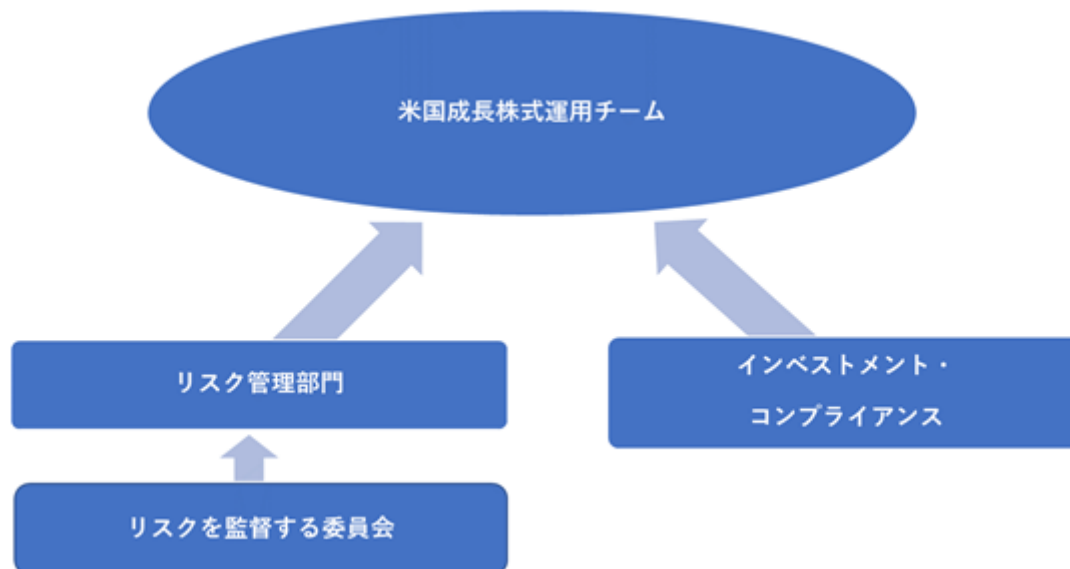 米国成長株式運用チーム
リスク管理部門
インベストメント・
コンプライアンス
リスクを監督する委員会